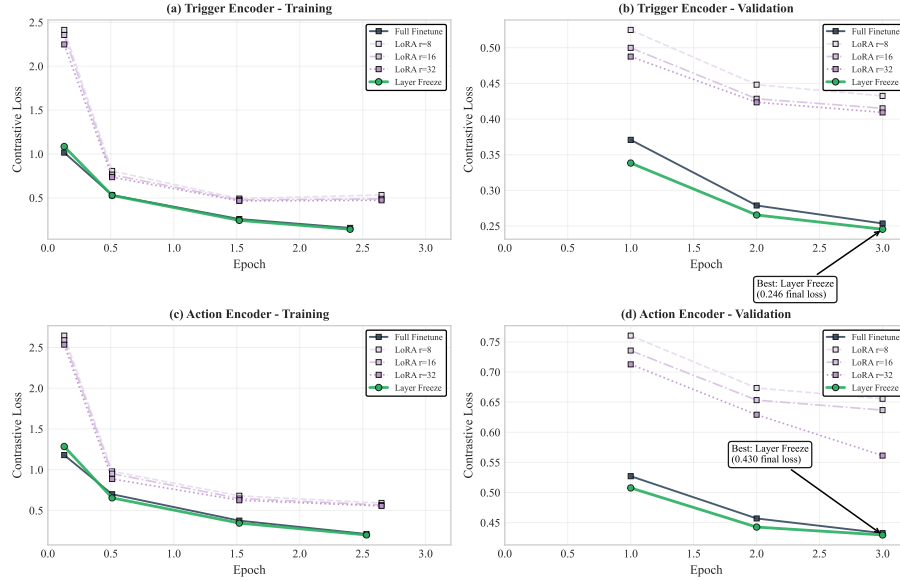 (a) Trigger Encoder - Training
Contrastive Loss
2.5
2.0
1.5
1.0
0.5
0.0 0.5 1.0 1.5 2.0 2.5 3.0
Epoch
Full Finetune
LoRA r=8
LoRA r=16
LoRA r=32
Layer Freeze
(b) Trigger Encoder - Validation
Contrastive Loss
0.50
0.45
0.40
0.35
0.30
0.25
0.0 0.5 1.0 1.5 2.0 2.5 3.0
Epoch
Full Finetune
LoRA r=8
LoRA r=16
LoRA r=32
Layer Freeze
Best: Layer Freeze
(0.246 final loss)
(c) Action Encoder - Training
Contrastive Loss
2.5
2.0
1.5
1.0
0.5
0.0 0.5 1.0 1.5 2.0 2.5 3.0
Epoch
Full Finetune
LoRA r=8
LoRA r=16
LoRA r=32
Layer Freeze
(d) Action Encoder - Validation
Contrastive Loss
0.75
0.70
0.65
0.60
0.55
0.50
0.45
0.0 0.5 1.0 1.5 2.0 2.5 3.0
Epoch
Full Finetune
LoRA r=8
LoRA r=16
LoRA r=32
Layer Freeze
Best: Layer Freeze
(0.430 final loss)